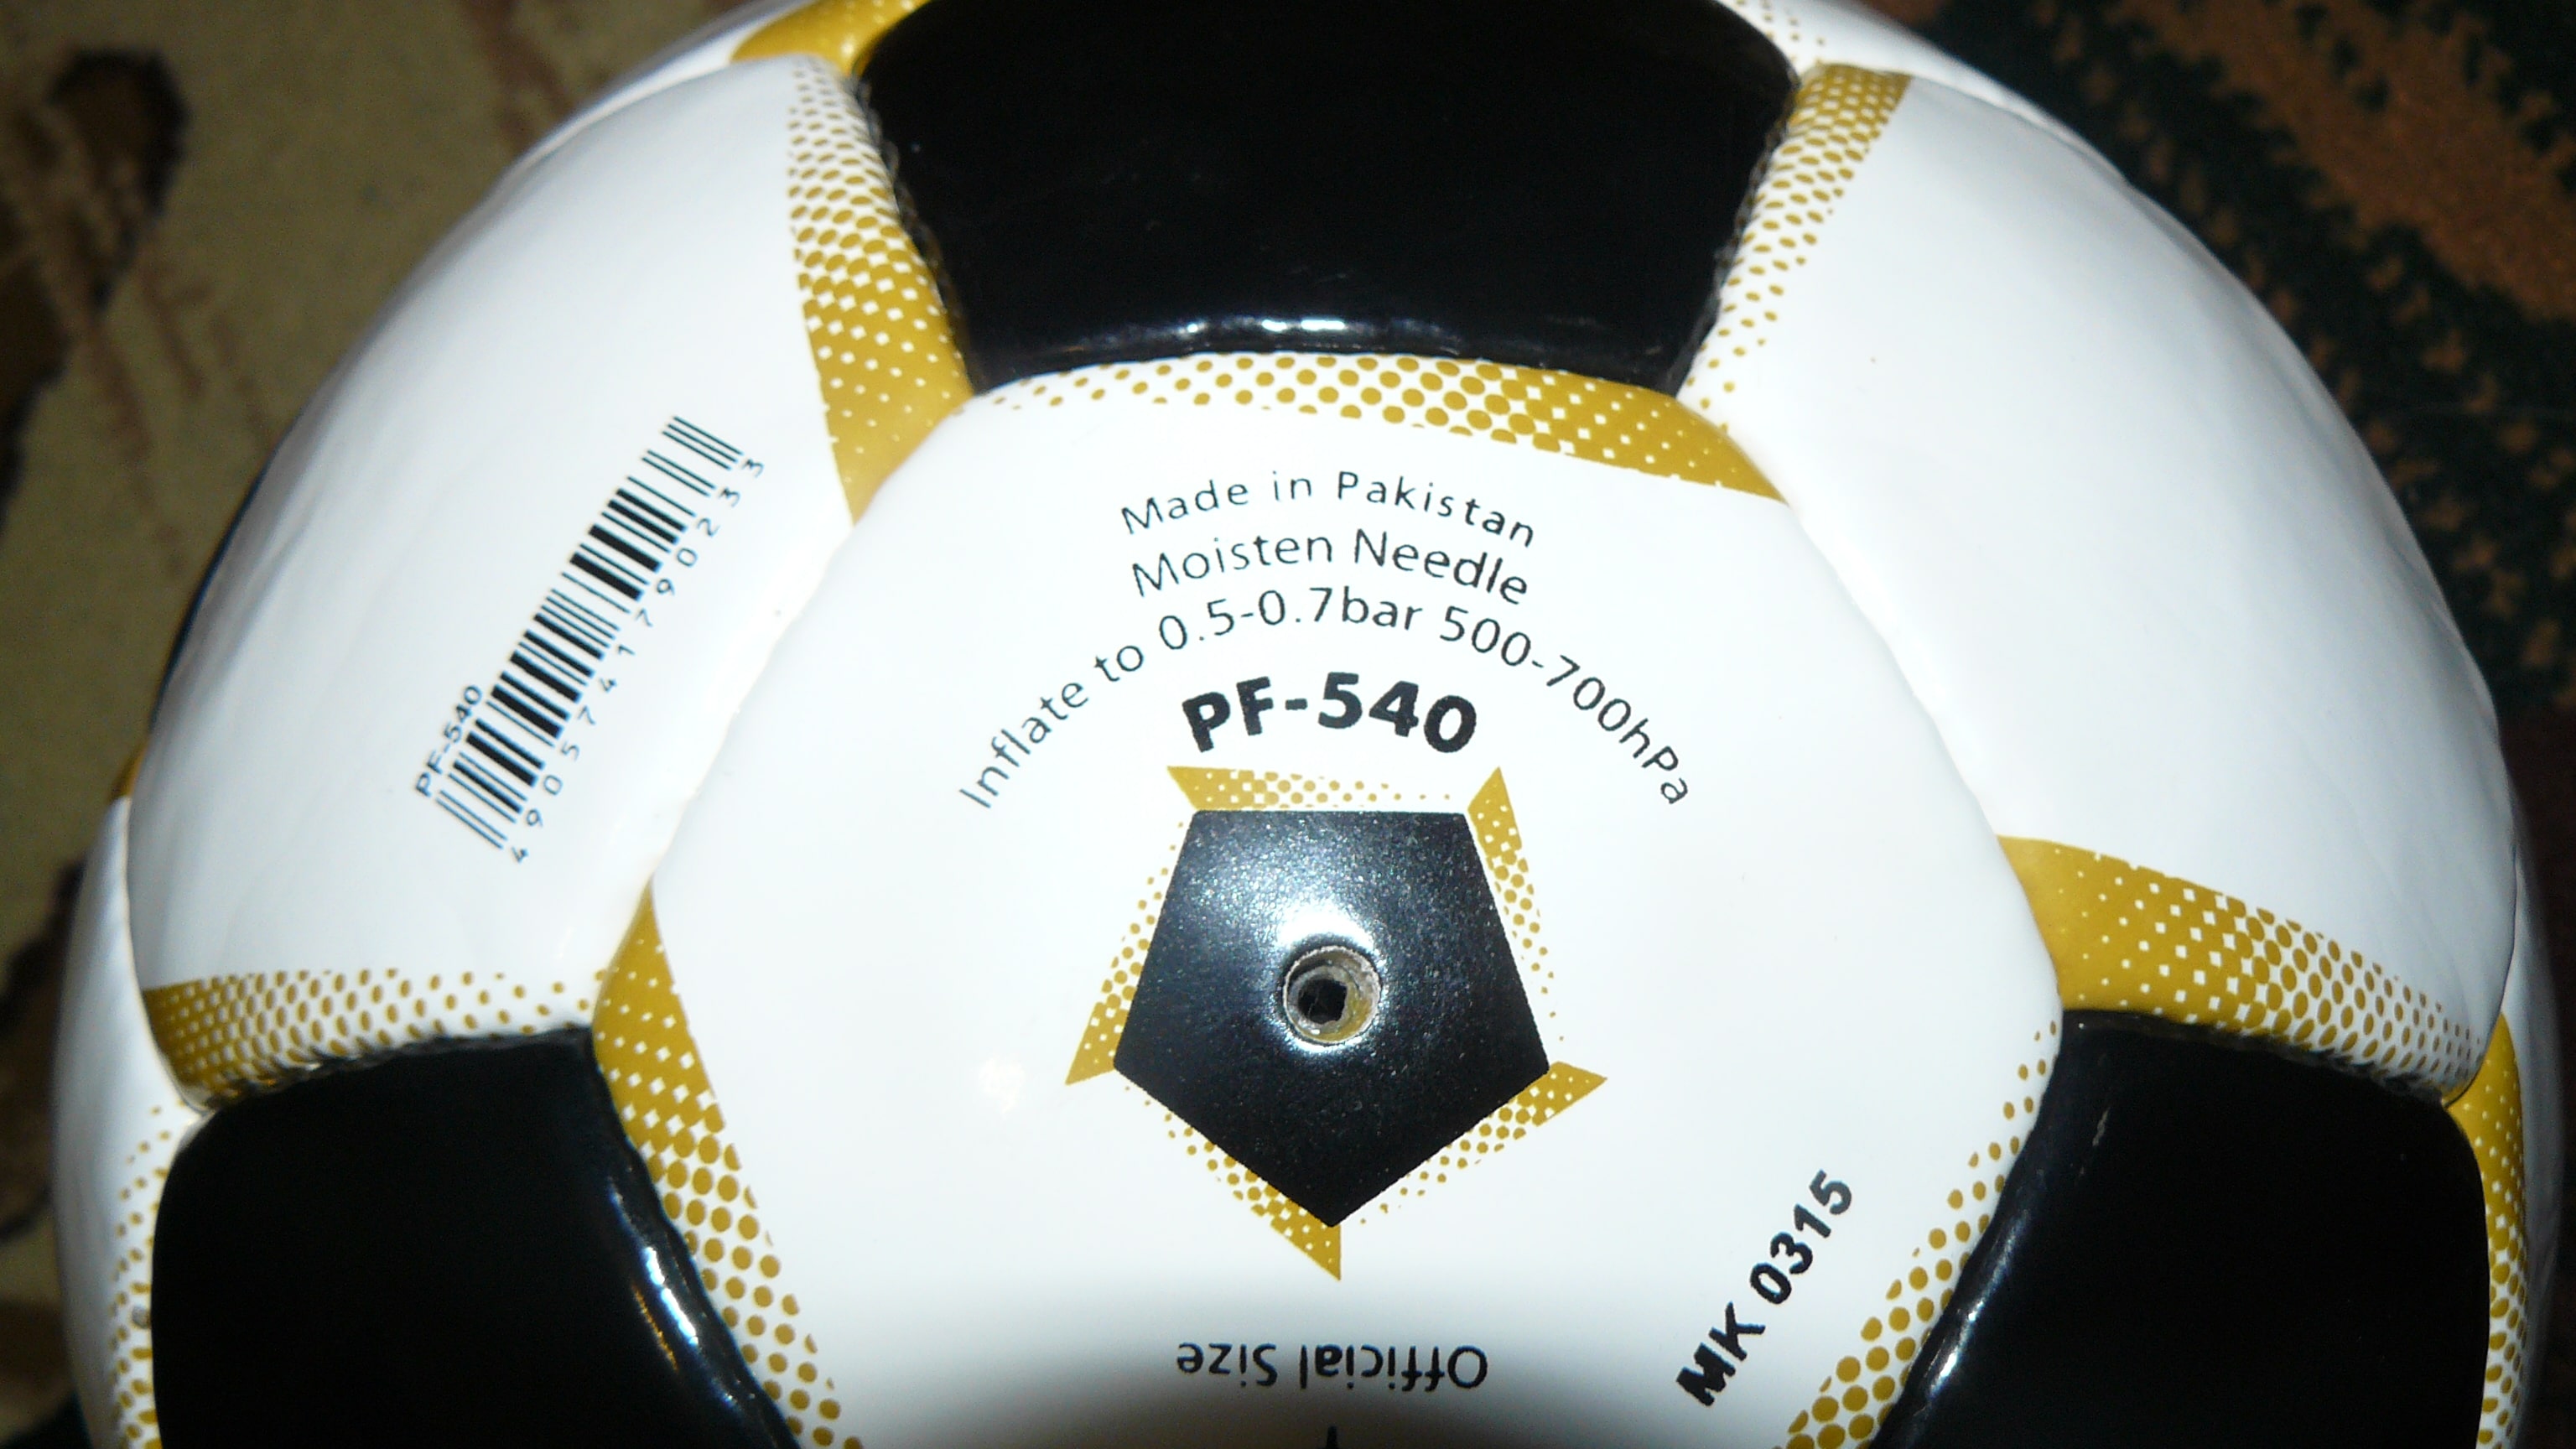 Made in Pakistan
Moisten Needle
Inflate to 0.5-0.7bar 500-700hPa
PF-540
PF-540
4905741790233
MK 0315
Official Size